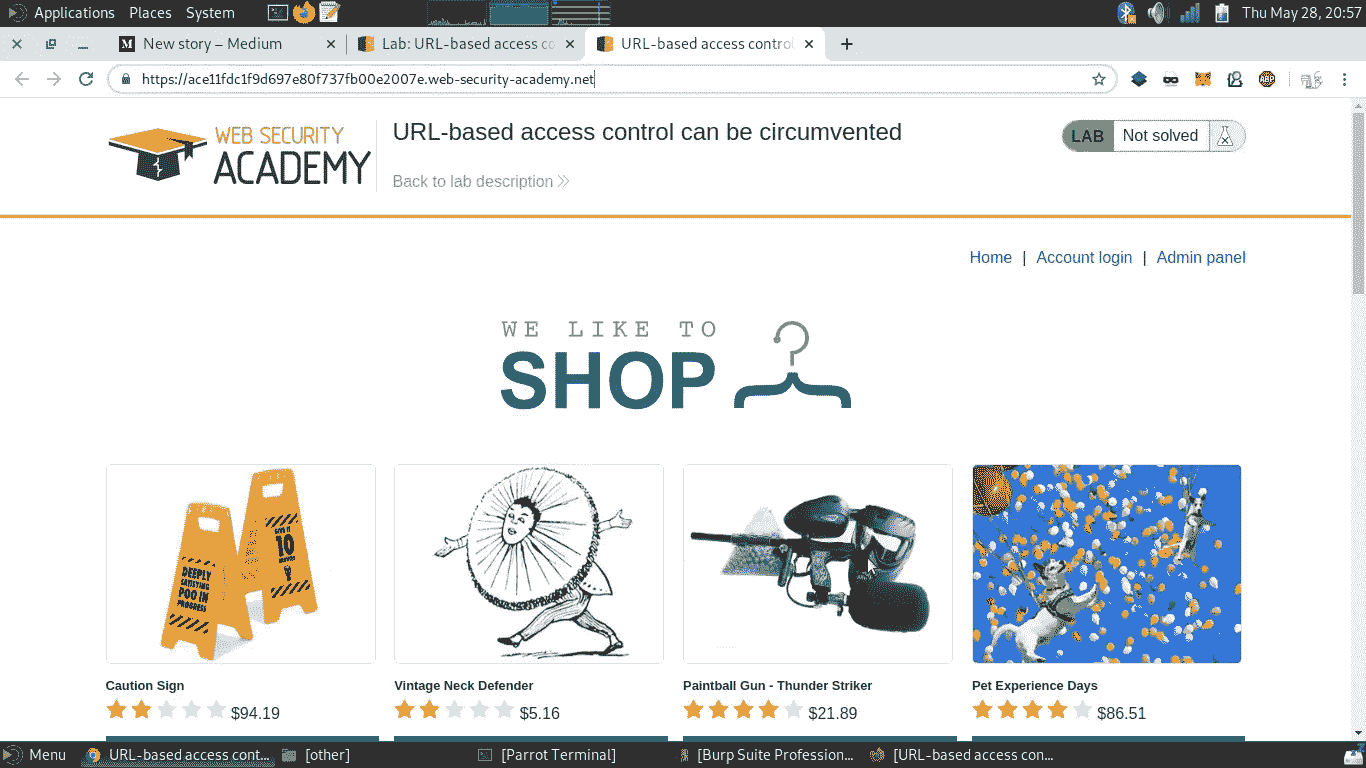 Applications Places System Thu May 28, 20:57
New story – Medium Lab: URL-based access co URL-based access control
https://ace11fdc1f9d697e80f737fb00e2007e.web-security-academy.net
ABP
WEB SECURITY
ACADEMY
URL-based access control can be circumvented
Back to lab description
LAB Not solved
Home | Account login | Admin panel
WE LIKE TO
SHOP
GIVE IT
10
MINUTES
DEEPLY
SATISFYING
POO IN
PROGRESS
Caution Sign Vintage Neck Defender Paintball Gun - Thunder Striker Pet Experience Days
$94.19 $5.16 $21.89 $86.51
Menu URL-based access cont... [other] [Parrot Terminal] [Burp Suite Profession... [URL-based access con...